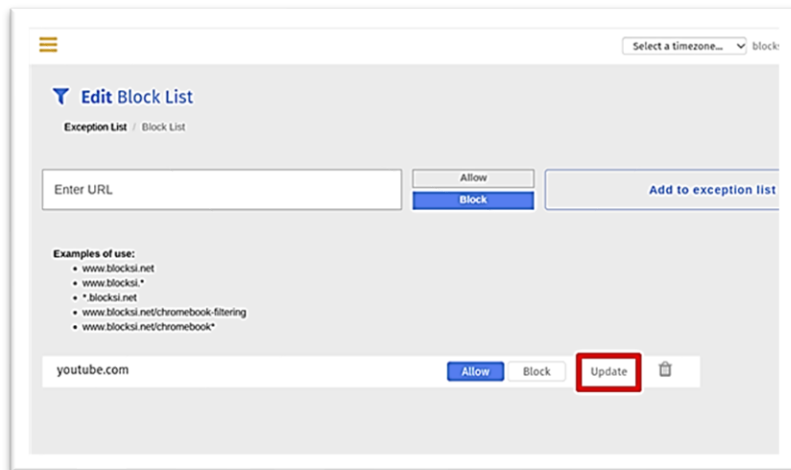 Select a timezone...
Edit Block List
Exception List / Block List
Enter URL
Allow
Block
Add to exception list
Examples of use:
• www.blocksi.net
• www.blocksi.*
• *.blocksi.net
• www.blocksi.net/chromebook-filtering
• www.blocksi.net/chromebook*
youtube.com Allow Block Update